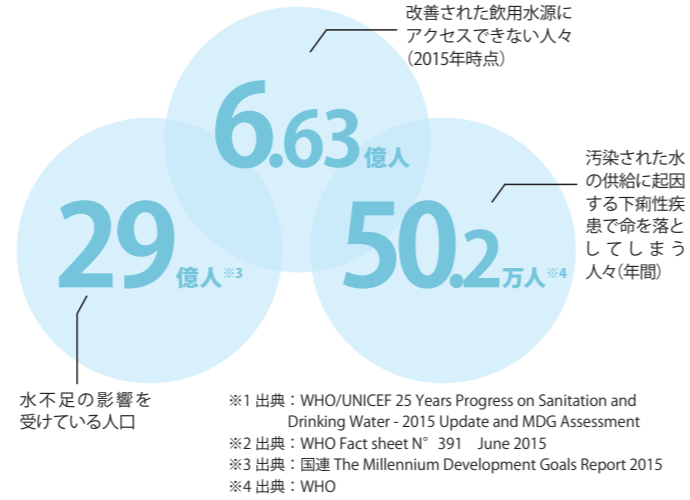 改善された飲用水源に
アクセスできない人々
（2015年時点）
6.63億人
汚染された水
の供給に起因
する下痢性疾
患で命を落と
してしまう
人々（年間）
29億人※3
50.2万人※4
水不足の影響を
受けている人口
※1 出典：WHO/UNICEF 25 Years Progress on Sanitation and
Drinking Water - 2015 Update and MDG Assessment
※2 出典：WHO Fact sheet N°391　June 2015
※3 出典：国連 The Millennium Development Goals Report 2015
※4 出典：WHO